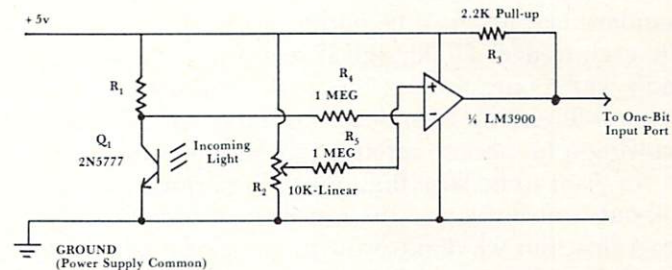 + 5v
2.2K Pull-up
R3
R1
R4
1 MEG
+
−
¼ LM3900
To One-Bit
Input Port
Q1
2N5777
Incoming
Light
R5
1 MEG
R2
10K-Linear
GROUND
(Power Supply Common)